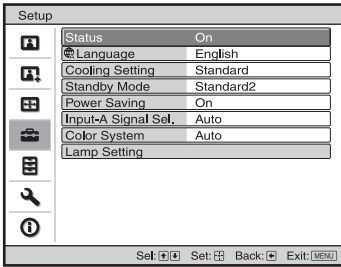 Setup
Status On
Language English
Cooling Setting Standard
Standby Mode Standard2
Power Saving On
Input-A Signal Sel. Auto
Color System Auto
Lamp Setting
Sel: Set: Back: Exit: MENU